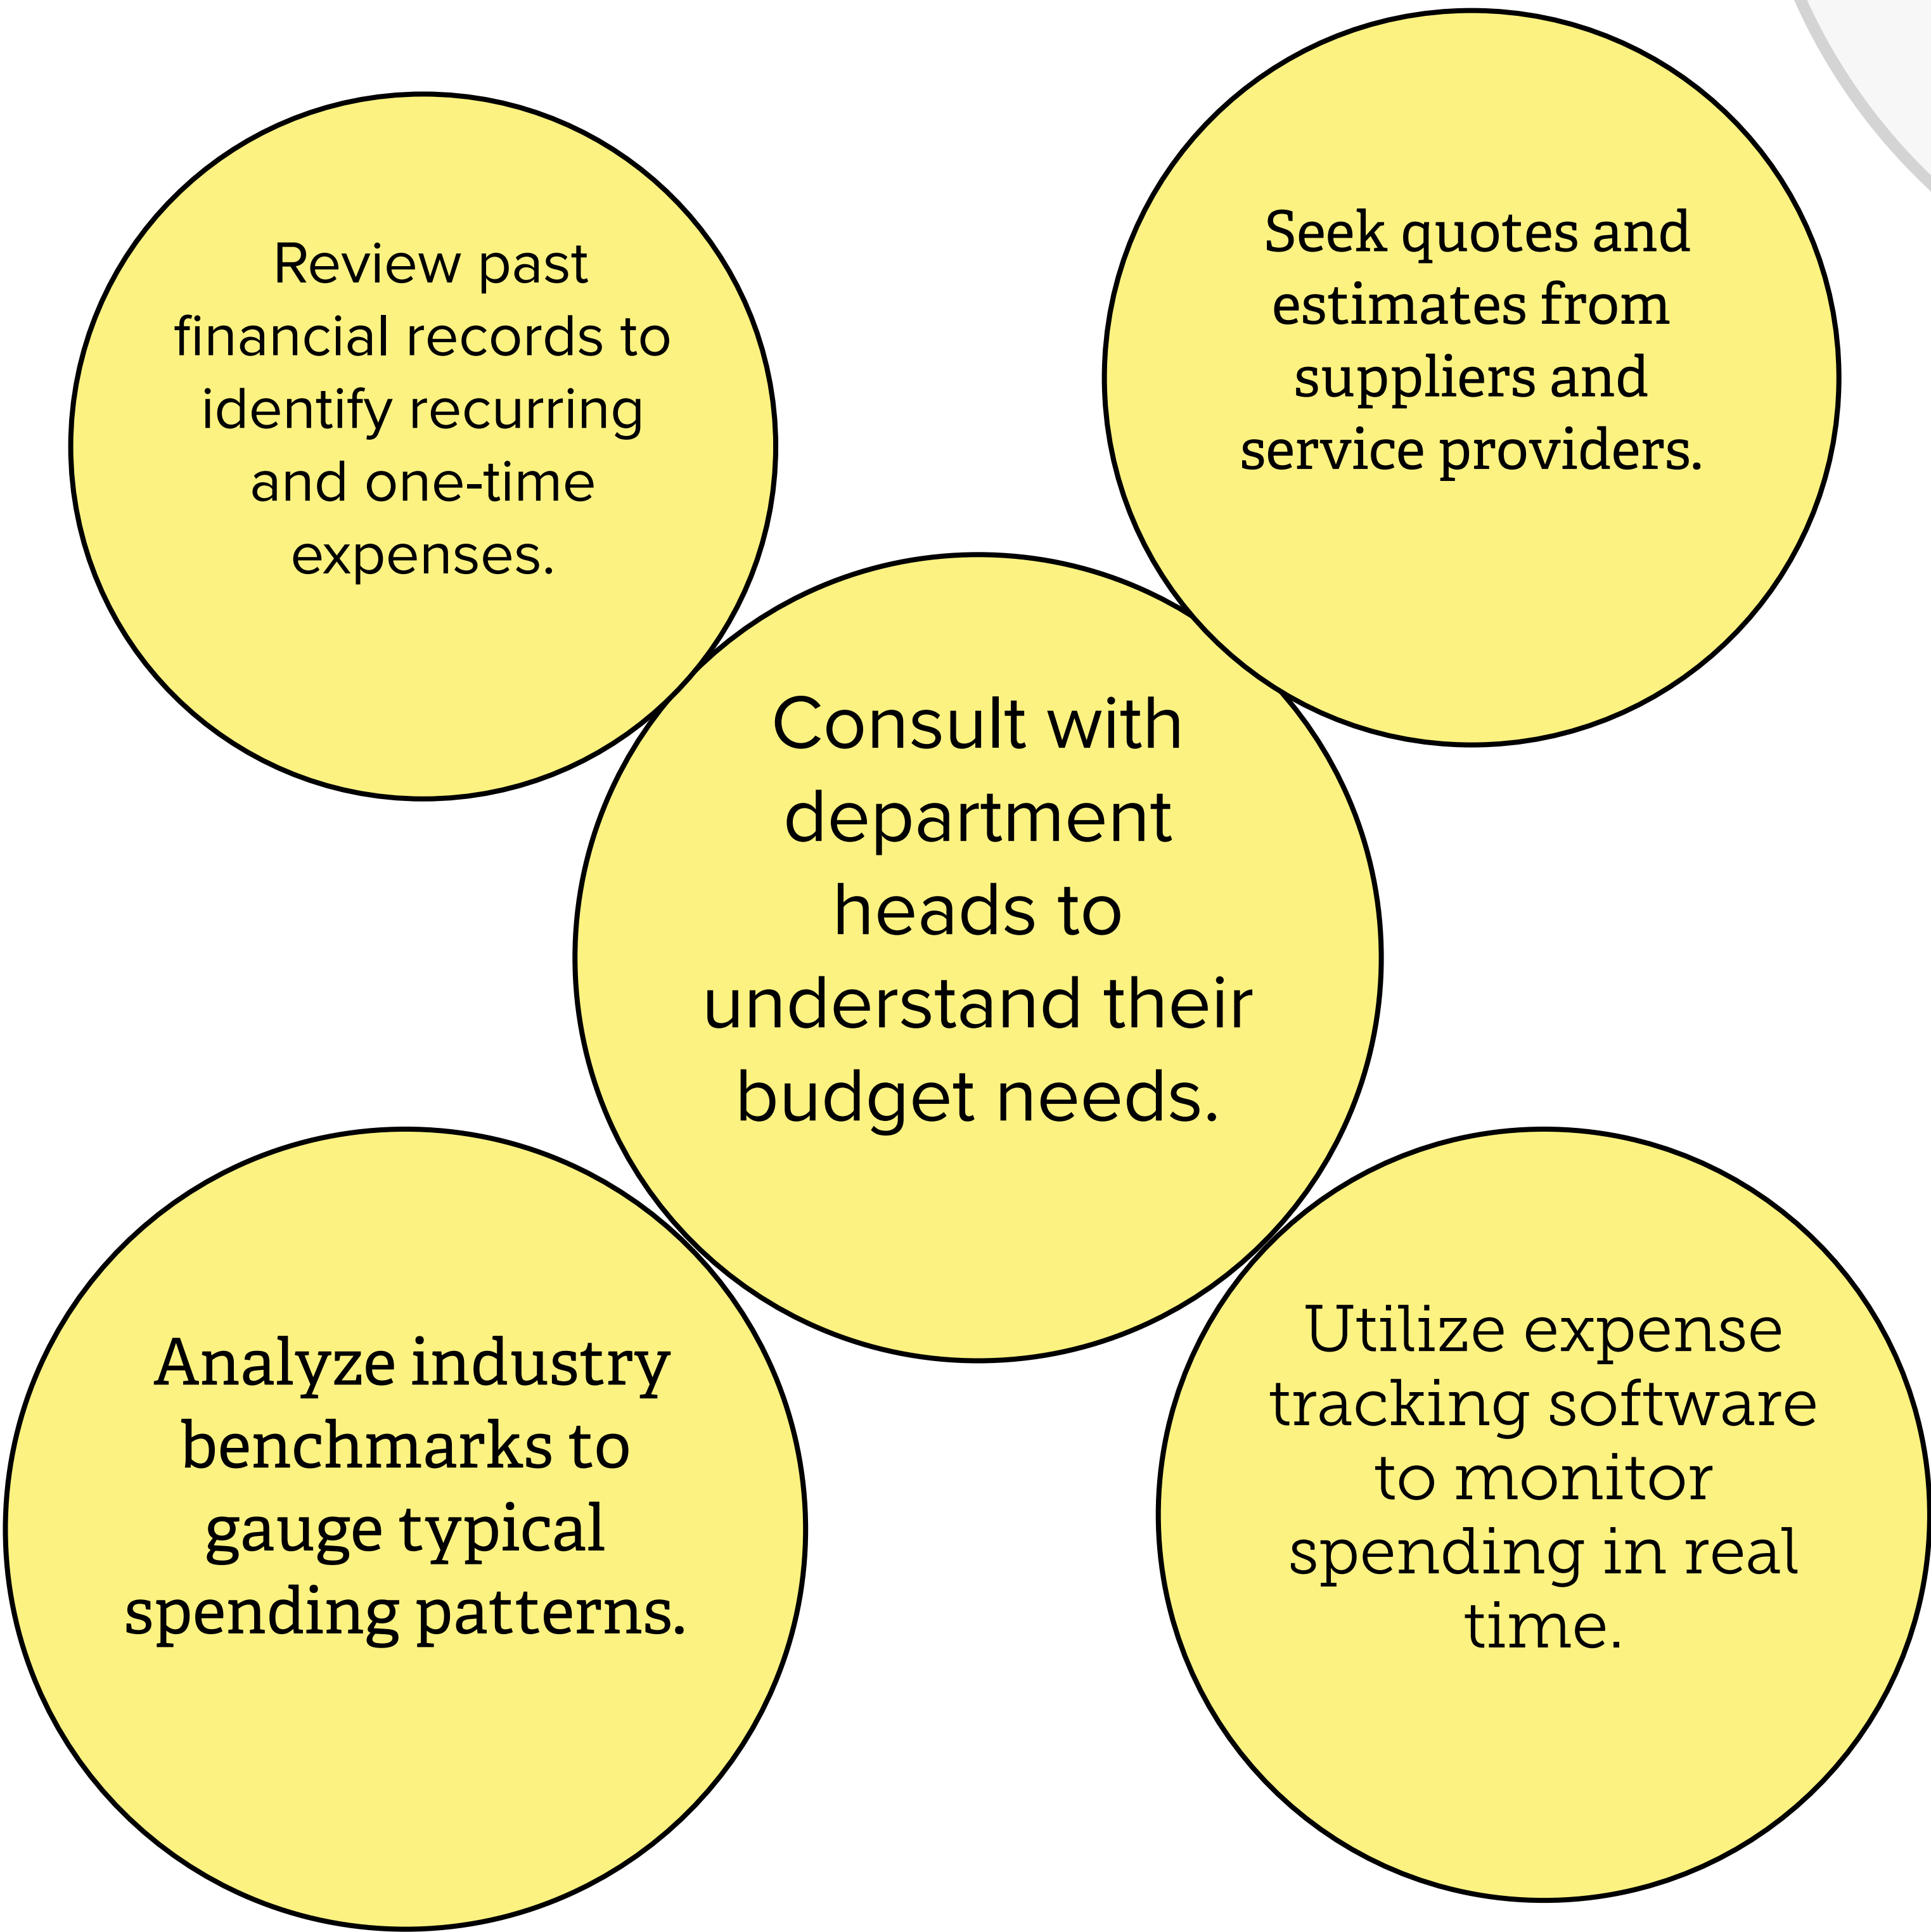 Review past
financial records to
identify recurring
and one-time
expenses.
Seek quotes and
estimates from
suppliers and
service providers.
Consult with
department
heads to
understand their
budget needs.
Analyze industry
benchmarks to
gauge typical
spending patterns.
Utilize expense
tracking software
to monitor
spending in real
time.